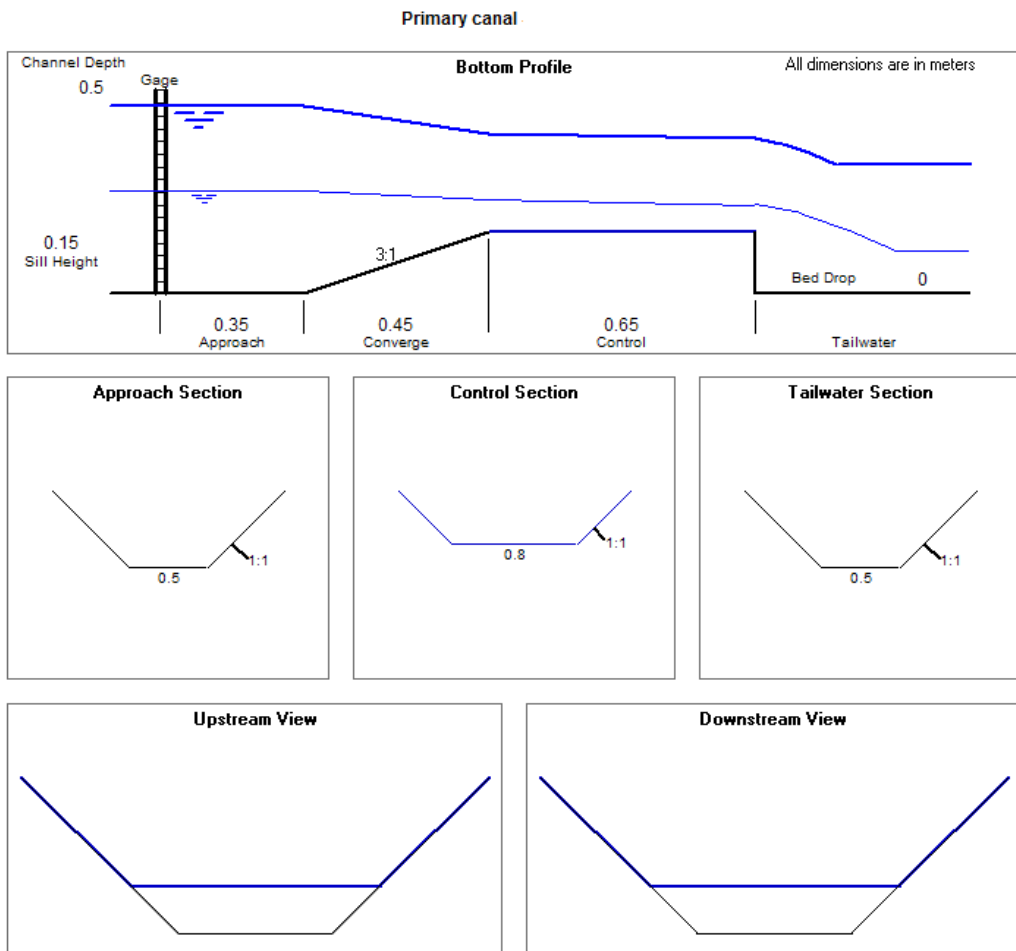 Primary canal
Channel Depth
0.5
Gage
Bottom Profile
All dimensions are in meters
0.15
Sill Height
3:1
Bed Drop 0
0.35
Approach
0.45
Converge
0.65
Control
Tailwater
Approach Section
0.5
1:1
Control Section
0.8
1:1
Tailwater Section
0.5
1:1
Upstream View
Downstream View